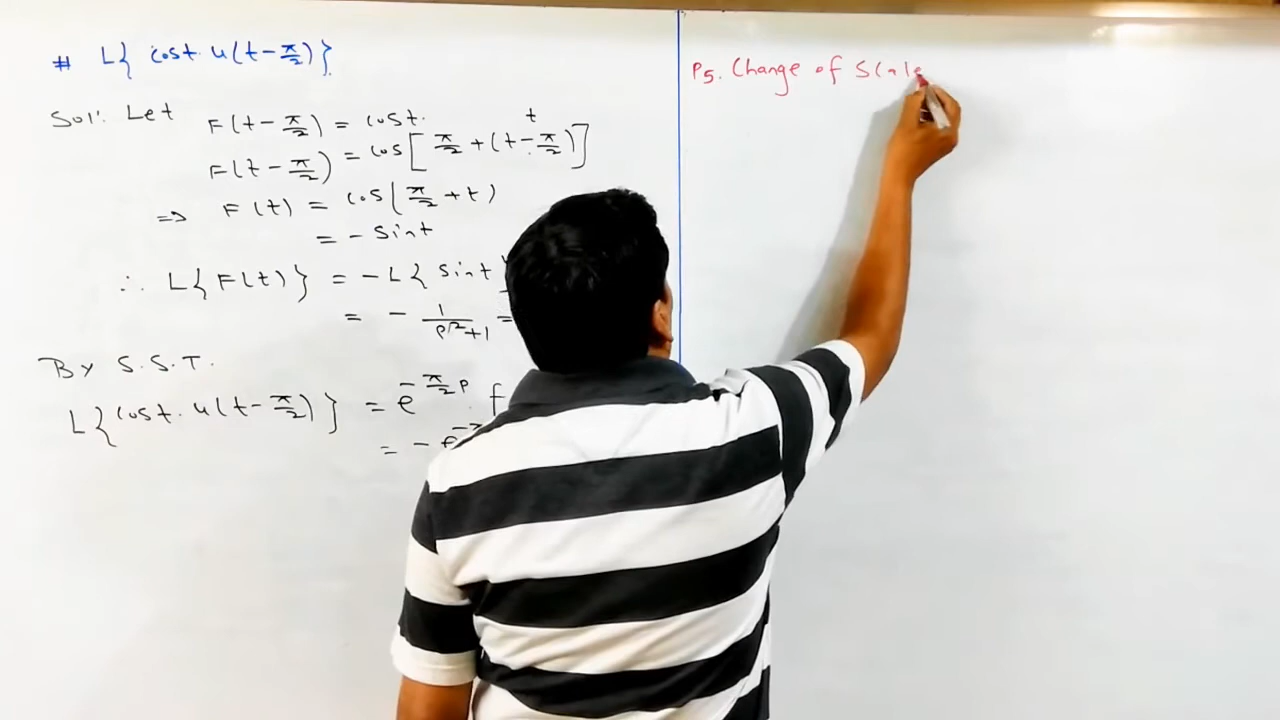 # L{ cost. u(t-π/2)}
Sol'. Let F(t-π/2) = cost.
t
F(t-π/2) = cos[π/2 + (t-π/2)]
=> F(t) = cos(π/2 + t)
= - sint
∴ L{F(t)} = -L{ sint
= - 1/(p²+1) =
By S.S.T.
L{cost. u(t-π/2)} = e^(-π/2 p) . f
= - e
P5. Change of Scale